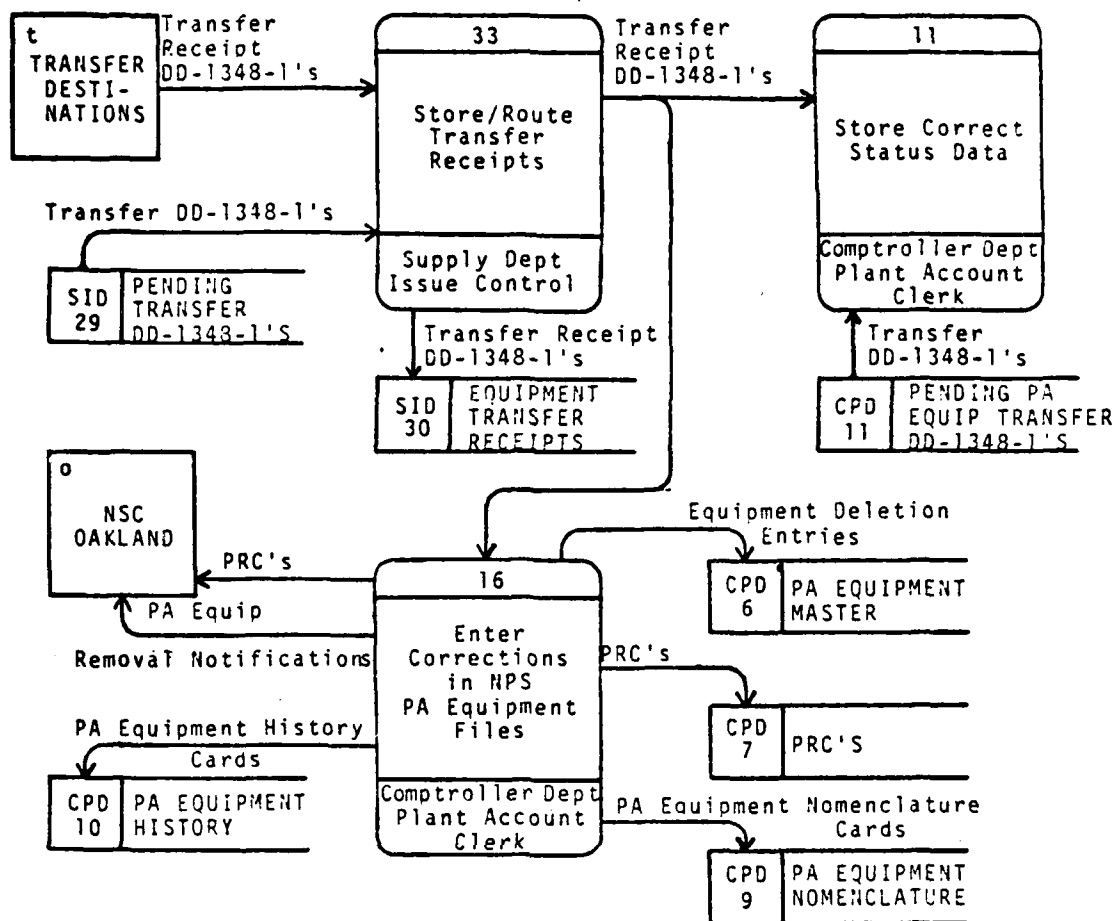 t
TRANSFER
DESTI-
NATIONS
Transfer
Receipt
DD-1348-1's
33
Store/Route
Transfer
Receipts
Supply Dept
Issue Control
Transfer
Receipt
DD-1348-1's
11
Store Correct
Status Data
Comptroller Dept
Plant Account
Clerk
Transfer DD-1348-1's
SID
29
PENDING
TRANSFER
DD-1348-1'S
Transfer Receipt
DD-1348-1's
SID
30
EQUIPMENT
TRANSFER
RECEIPTS
Transfer
DD-1348-1's
CPD
11
PENDING PA
EQUIP TRANSFER
DD-1348-1'S
o
NSC
OAKLAND
PRC's
PA Equip
Removal Notifications
16
Enter
Corrections
in NPS
PA Equipment
Files
Comptroller Dept
Plant Account
Clerk
Equipment Deletion
Entries
CPD
6
PA EQUIPMENT
MASTER
PRC's
CPD
7
PRC'S
PA Equipment History
Cards
CPD
10
PA EQUIPMENT
HISTORY
PA Equipment Nomenclature
Cards
CPD
9
PA EQUIPMENT
NOMENCLATURE